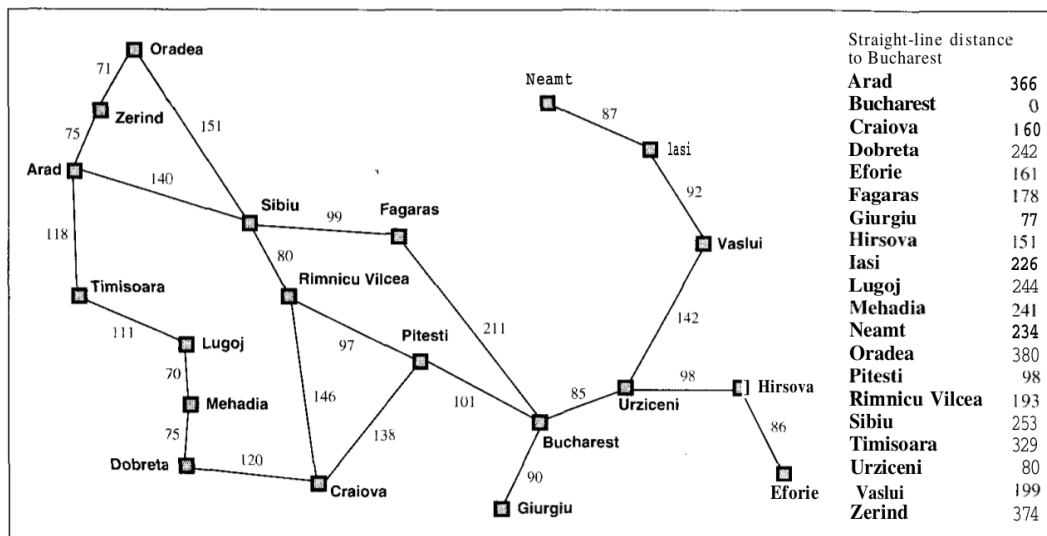 Oradea
71
Neamt
Zerind
87
151
75
Iasi
Arad
140
92
Sibiu
99
Fagaras
118
Vaslui
80
Rimnicu Vilcea
Timisoara
142
111
Lugoj
97
Pitesti
211
70
98
Hirsova
146
85
Urziceni
Mehadia
101
86
75
138
Bucharest
120
90
Dobreta
Craiova
Eforie
Giurgiu
Straight-line distance
to Bucharest
Arad 366
Bucharest 0
Craiova 160
Dobreta 242
Eforie 161
Fagaras 178
Giurgiu 77
Hirsova 151
Iasi 226
Lugoj 244
Mehadia 241
Neamt 234
Oradea 380
Pitesti 98
Rimnicu Vilcea 193
Sibiu 253
Timisoara 329
Urziceni 80
Vaslui 199
Zerind 374